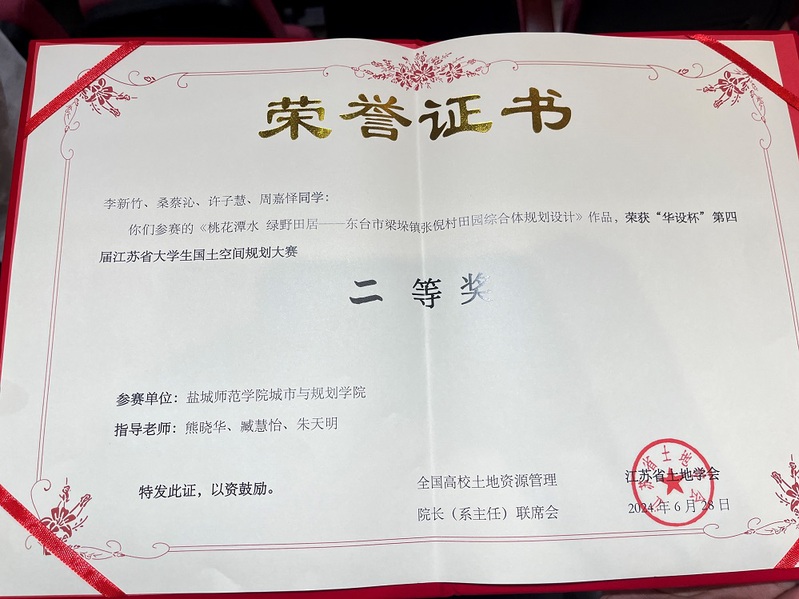 荣誉证书
李新竹、桑蔡沁、许子慧、周嘉怿同学：
你们参赛的《桃花潭水 绿野田居——东台市梁垛镇张倪村田园综合体规划设计》作品，荣获“华设杯”第四
届江苏省大学生国土空间规划大赛
二等奖
参赛单位：盐城师范学院城市与规划学院
指导老师：熊晓华、臧慧怡、朱天明
特发此证，以资鼓励。
全国高校土地资源管理
院长（系主任）联席会
江苏省土地学会
2024年6月28日
江苏省土地学会